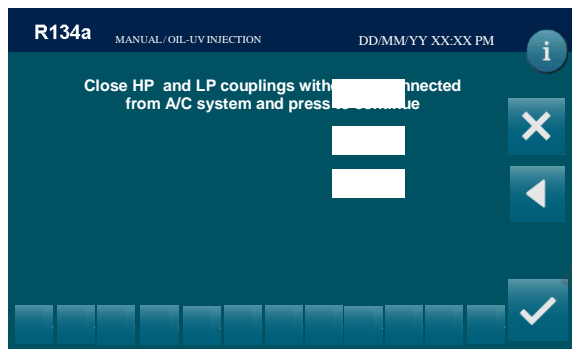 R134a
MANUAL / OIL-UV INJECTION
DD/MM/YY XX:XX PM
i
Close HP and LP couplings
from A/C system and press